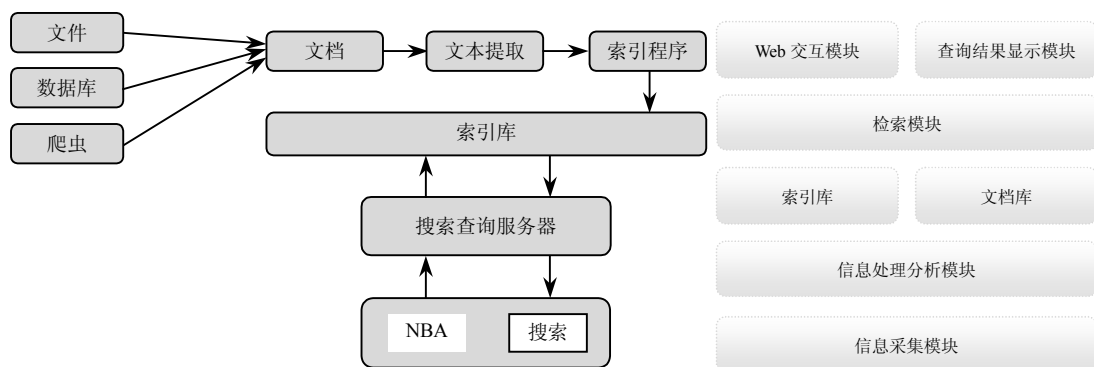 文件
数据库
爬虫
文档
文本提取
索引程序
索引库
搜索查询服务器
NBA
搜索
Web 交互模块
查询结果显示模块
检索模块
索引库
文档库
信息处理分析模块
信息采集模块